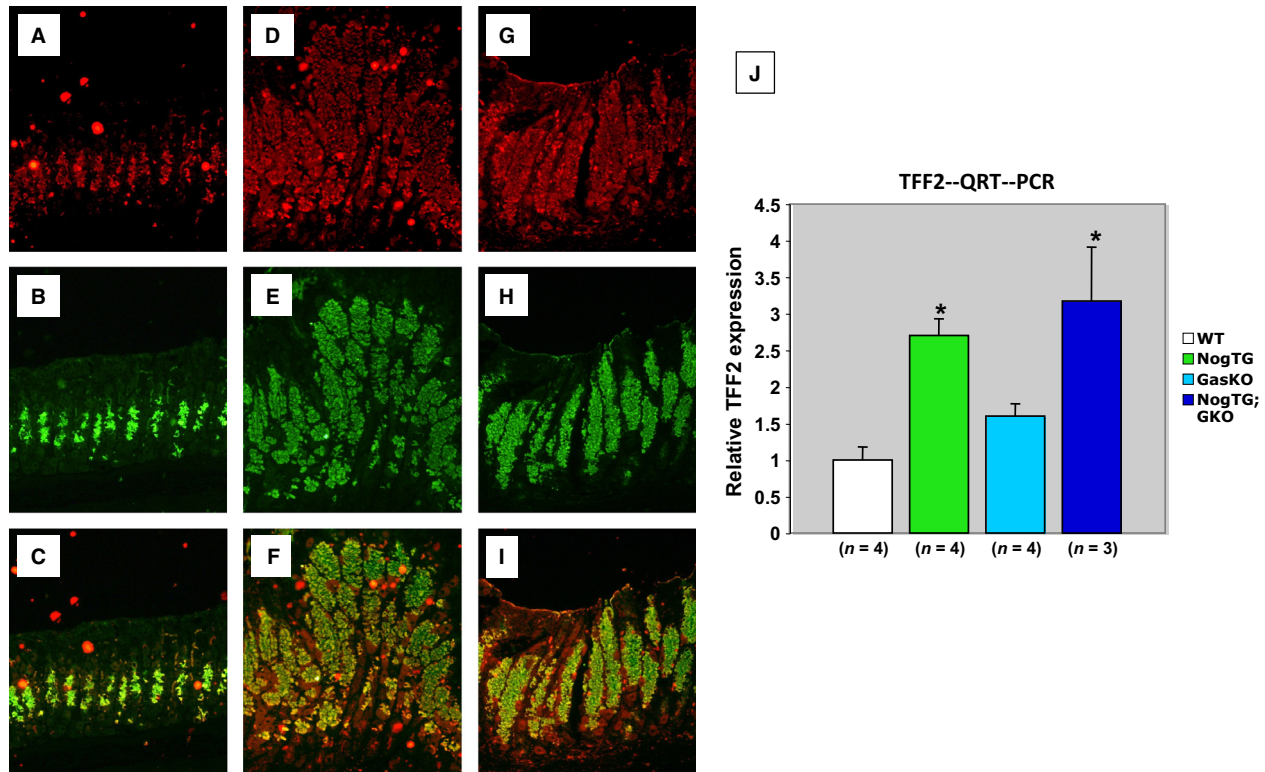 A
D
G
J
B
E
H
C
F
I
TFF2--QRT--PCR
Relative TFF2 expression
4.5
4
3.5
3
2.5
2
1.5
1
0.5
0
*
*
(n = 4)
(n = 4)
(n = 4)
(n = 3)
WT
NogTG
GasKO
NogTG;
GKO